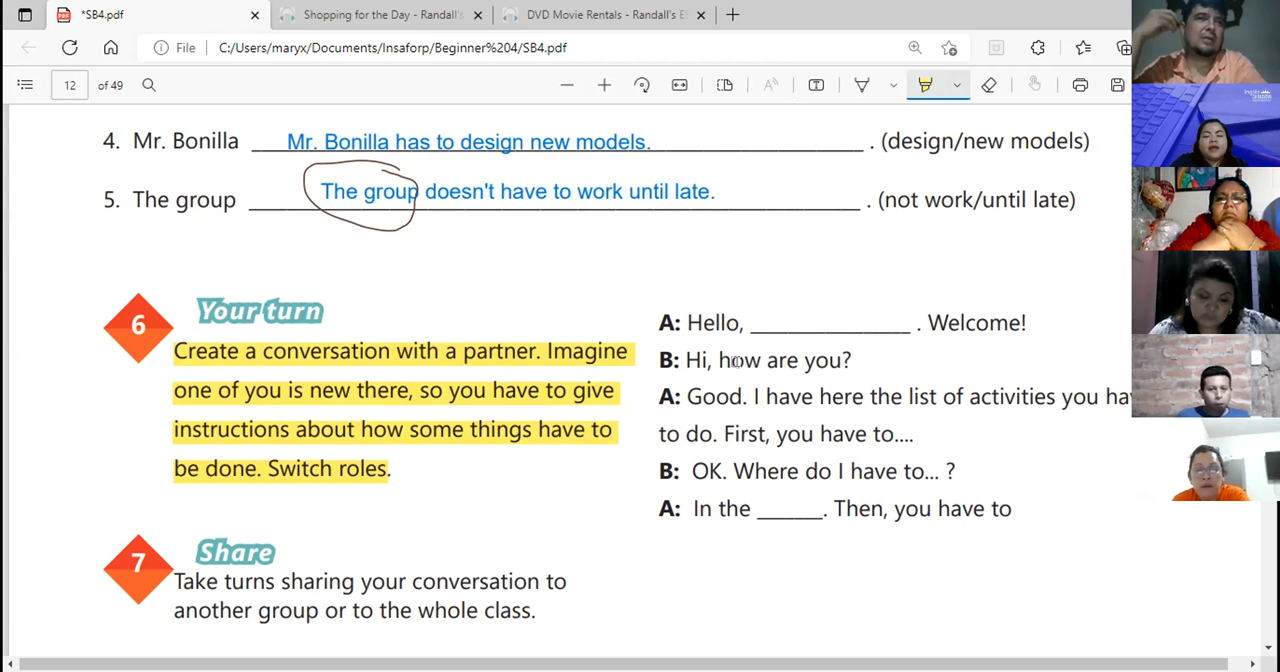 *SB4.pdf
Shopping for the Day - Randall's
DVD Movie Rentals - Randall's E
File
C:/Users/maryx/Documents/Insaforp/Beginner%204/SB4.pdf
12 of 49
4. Mr. Bonilla Mr. Bonilla has to design new models. . (design/new models)
5. The group The group doesn't have to work until late. . (not work/until late)
6 Your turn
Create a conversation with a partner. Imagine
one of you is new there, so you have to give
instructions about how some things have to
be done. Switch roles.
A: Hello, _______________ . Welcome!
B: Hi, how are you?
A: Good. I have here the list of activities you ha
to do. First, you have to....
B: OK. Where do I have to... ?
A: In the ______. Then, you have to
7 Share
Take turns sharing your conversation to
another group or to the whole class.